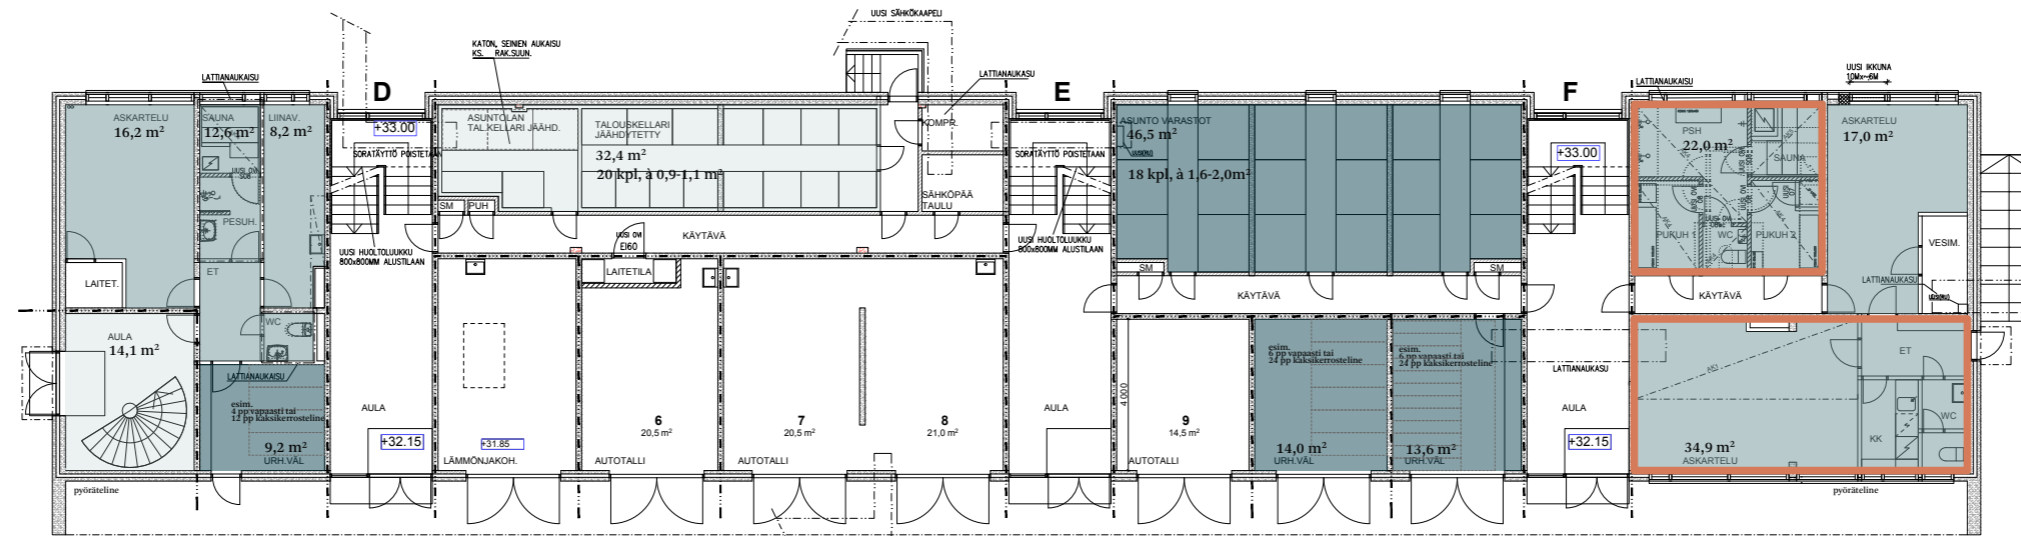 UUSI SÄHKÖKAAPELI
KATON, SEINIEN AUKAISU
KS. RAK.SUUN.
LATTIANAUKAISU
D
LATTIANAUKASU
E
F
LATTIANAUKAISU
UUSI IKKUNA
ASKARTELU
16,2 m²
SAUNA
12,6 m²
LIINAV.
8,2 m²
+33.00
SORATÄYTTÖ POISTETAAN
ASUNTOLAN
TAL.KELLARI JÄÄHD.
TALOUSKELLARI
JÄÄHDYTETTY
32,4 m²
20 kpl, à 0,9-1,1 m²
KOMPR.
SÄHKÖPÄÄ
TAULU
SORATÄYTTÖ POISTETAAN
ASUNTO VARASTOT
46,5 m²
18 kpl, à 1,6-2,0m²
+33.00
PSH
22,0 m²
SAUNA
ASKARTELU
17,0 m²
PESUH.
SM
PUH
KÄYTÄVÄ
UUSI OVI
EI60
UUSI HUOLTOLUUKKU
800x800MM ALUSTILAAN
UUSI HUOLTOLUUKKU
800x800MM ALUSTILAAN
PUKUH 1
WC
PUKUH 2
VESIM.
ET
LAITET.
LAITETILA
SM
SM
KÄYTÄVÄ
KÄYTÄVÄ
LATTIANAUKASU
AULA
14,1 m²
WC
LATTIANAUKAISU
esim.
4 pp vapaasti tai
12 pp kaksikerrosteline
9,2 m²
URH.VÄL
AULA
+32.15
+31.85
LÄMMÖNJAKOH.
6
20,5 m²
AUTOTALLI
7
20,5 m²
AUTOTALLI
8
21,0 m²
AULA
4 000
9
14,5 m²
AUTOTALLI
esim.
6 pp vapaasti tai
24 pp kaksikerrosteline
14,0 m²
URH.VÄL
esim.
6 pp vapaasti tai
24 pp kaksikerrosteline
13,6 m²
URH.VÄL
LATTIANAUKASU
AULA
+32.15
AK1
34,9 m²
ASKARTELU
ET
KK
WC
pyöräteline
pyöräteline